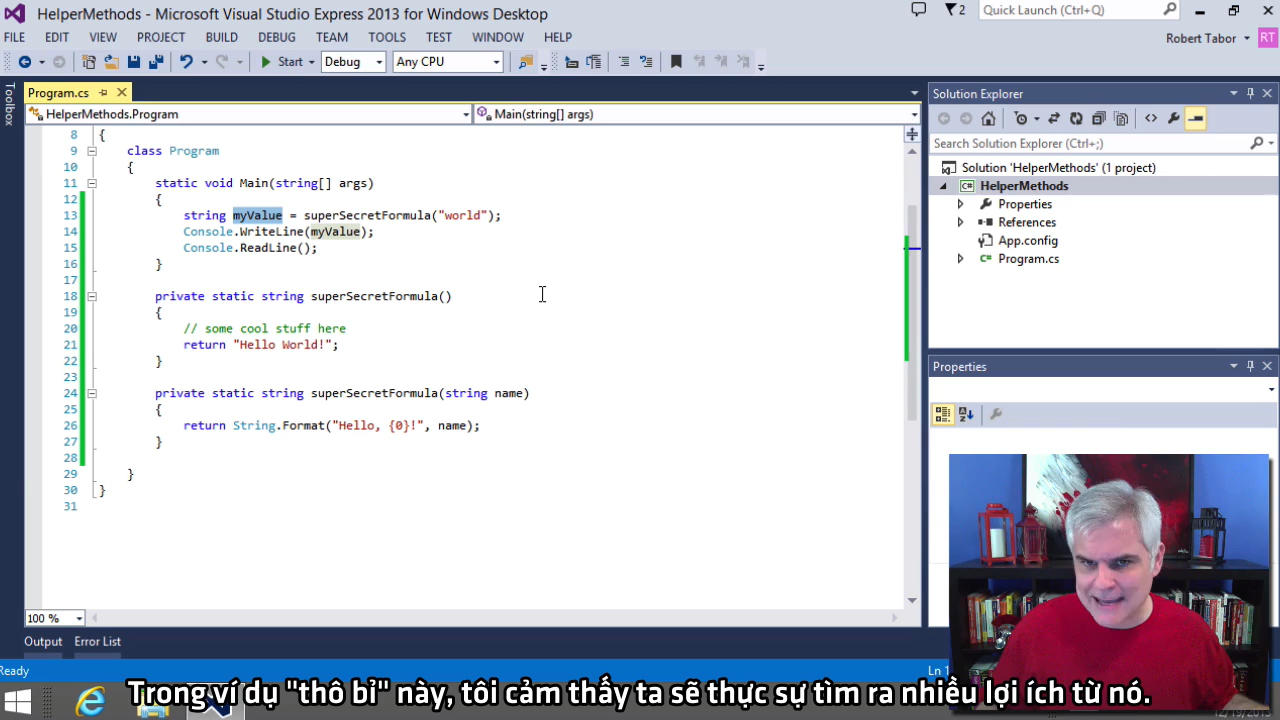 HelperMethods - Microsoft Visual Studio Express 2013 for Windows Desktop
2
Quick Launch (Ctrl+Q)
FILE EDIT VIEW PROJECT BUILD DEBUG TEAM TOOLS TEST WINDOW HELP
Robert Tabor
RT
Start
Debug
Any CPU
Toolbox
Program.cs
HelperMethods.Program
Main(string[] args)
8 {
9 class Program
10 {
11 static void Main(string[] args)
12 {
13 string myValue = superSecretFormula("world");
14 Console.WriteLine(myValue);
15 Console.ReadLine();
16 }
17
18 private static string superSecretFormula()
19 {
20 // some cool stuff here
21 return "Hello World!";
22 }
23
24 private static string superSecretFormula(string name)
25 {
26 return String.Format("Hello, {0}!", name);
27 }
28
29 }
30 }
31
100 %
Output Error List
Solution Explorer
Search Solution Explorer (Ctrl+;)
Solution 'HelperMethods' (1 project)
HelperMethods
Properties
References
App.config
Program.cs
Properties
Ready
Ln 1
Trong ví dụ "thô bỉ" này, tôi cảm thấy ta sẽ thực sự tìm ra nhiều lợi ích từ nó.